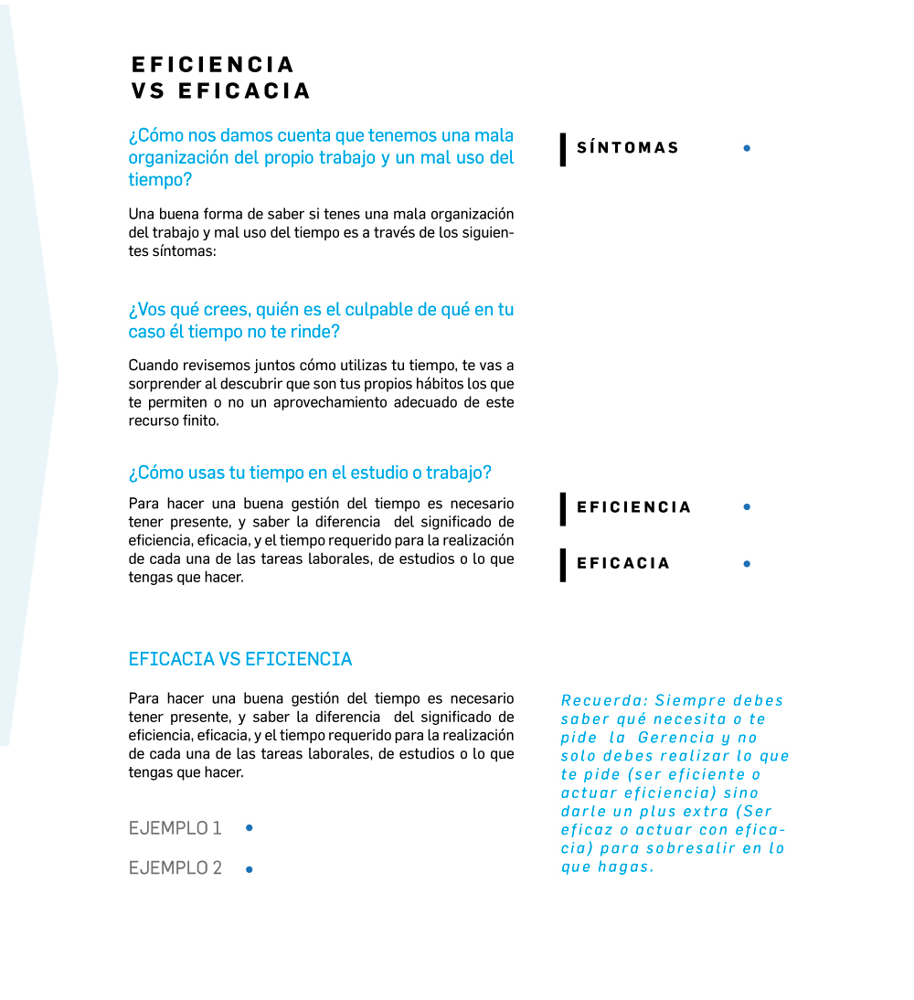 EFICIENCIA
VS EFICACIA
¿Cómo nos damos cuenta que tenemos una mala
organización del propio trabajo y un mal uso del
tiempo?
Una buena forma de saber si tenes una mala organización
del trabajo y mal uso del tiempo es a través de los siguien-
tes síntomas:
SÍNTOMAS
¿Vos qué crees, quién es el culpable de qué en tu
caso él tiempo no te rinde?
Cuando revisemos juntos cómo utilizas tu tiempo, te vas a
sorprender al descubrir que son tus propios hábitos los que
te permiten o no un aprovechamiento adecuado de este
recurso finito.
¿Cómo usas tu tiempo en el estudio o trabajo?
Para hacer una buena gestión del tiempo es necesario
tener presente, y saber la diferencia del significado de
eficiencia, eficacia, y el tiempo requerido para la realización
de cada una de las tareas laborales, de estudios o lo que
tengas que hacer.
EFICIENCIA
EFICACIA
EFICACIA VS EFICIENCIA
Para hacer una buena gestión del tiempo es necesario
tener presente, y saber la diferencia del significado de
eficiencia, eficacia, y el tiempo requerido para la realización
de cada una de las tareas laborales, de estudios o lo que
tengas que hacer.
EJEMPLO 1
EJEMPLO 2
Recuerda: Siempre debes
saber qué necesita o te
pide la Gerencia y no
solo debes realizar lo que
te pide (ser eficiente o
actuar eficiencia) sino
darle un plus extra (Ser
eficaz o actuar con efica-
cia) para sobresalir en lo
que hagas.